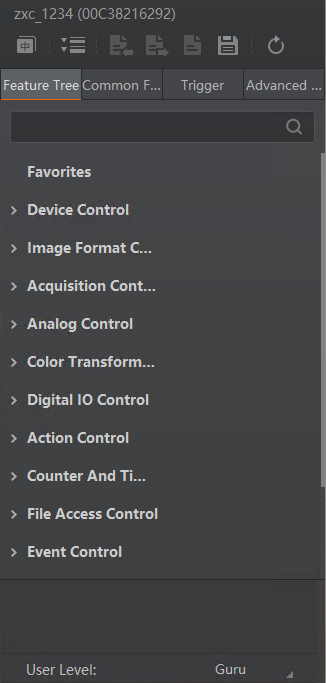 zxc_1234 (00C38216292)
中
Feature Tree Common F... Trigger Advanced ...
Favorites
Device Control
Image Format C...
Acquisition Cont...
Analog Control
Color Transform...
Digital IO Control
Action Control
Counter And Ti...
File Access Control
Event Control
User Level: Guru